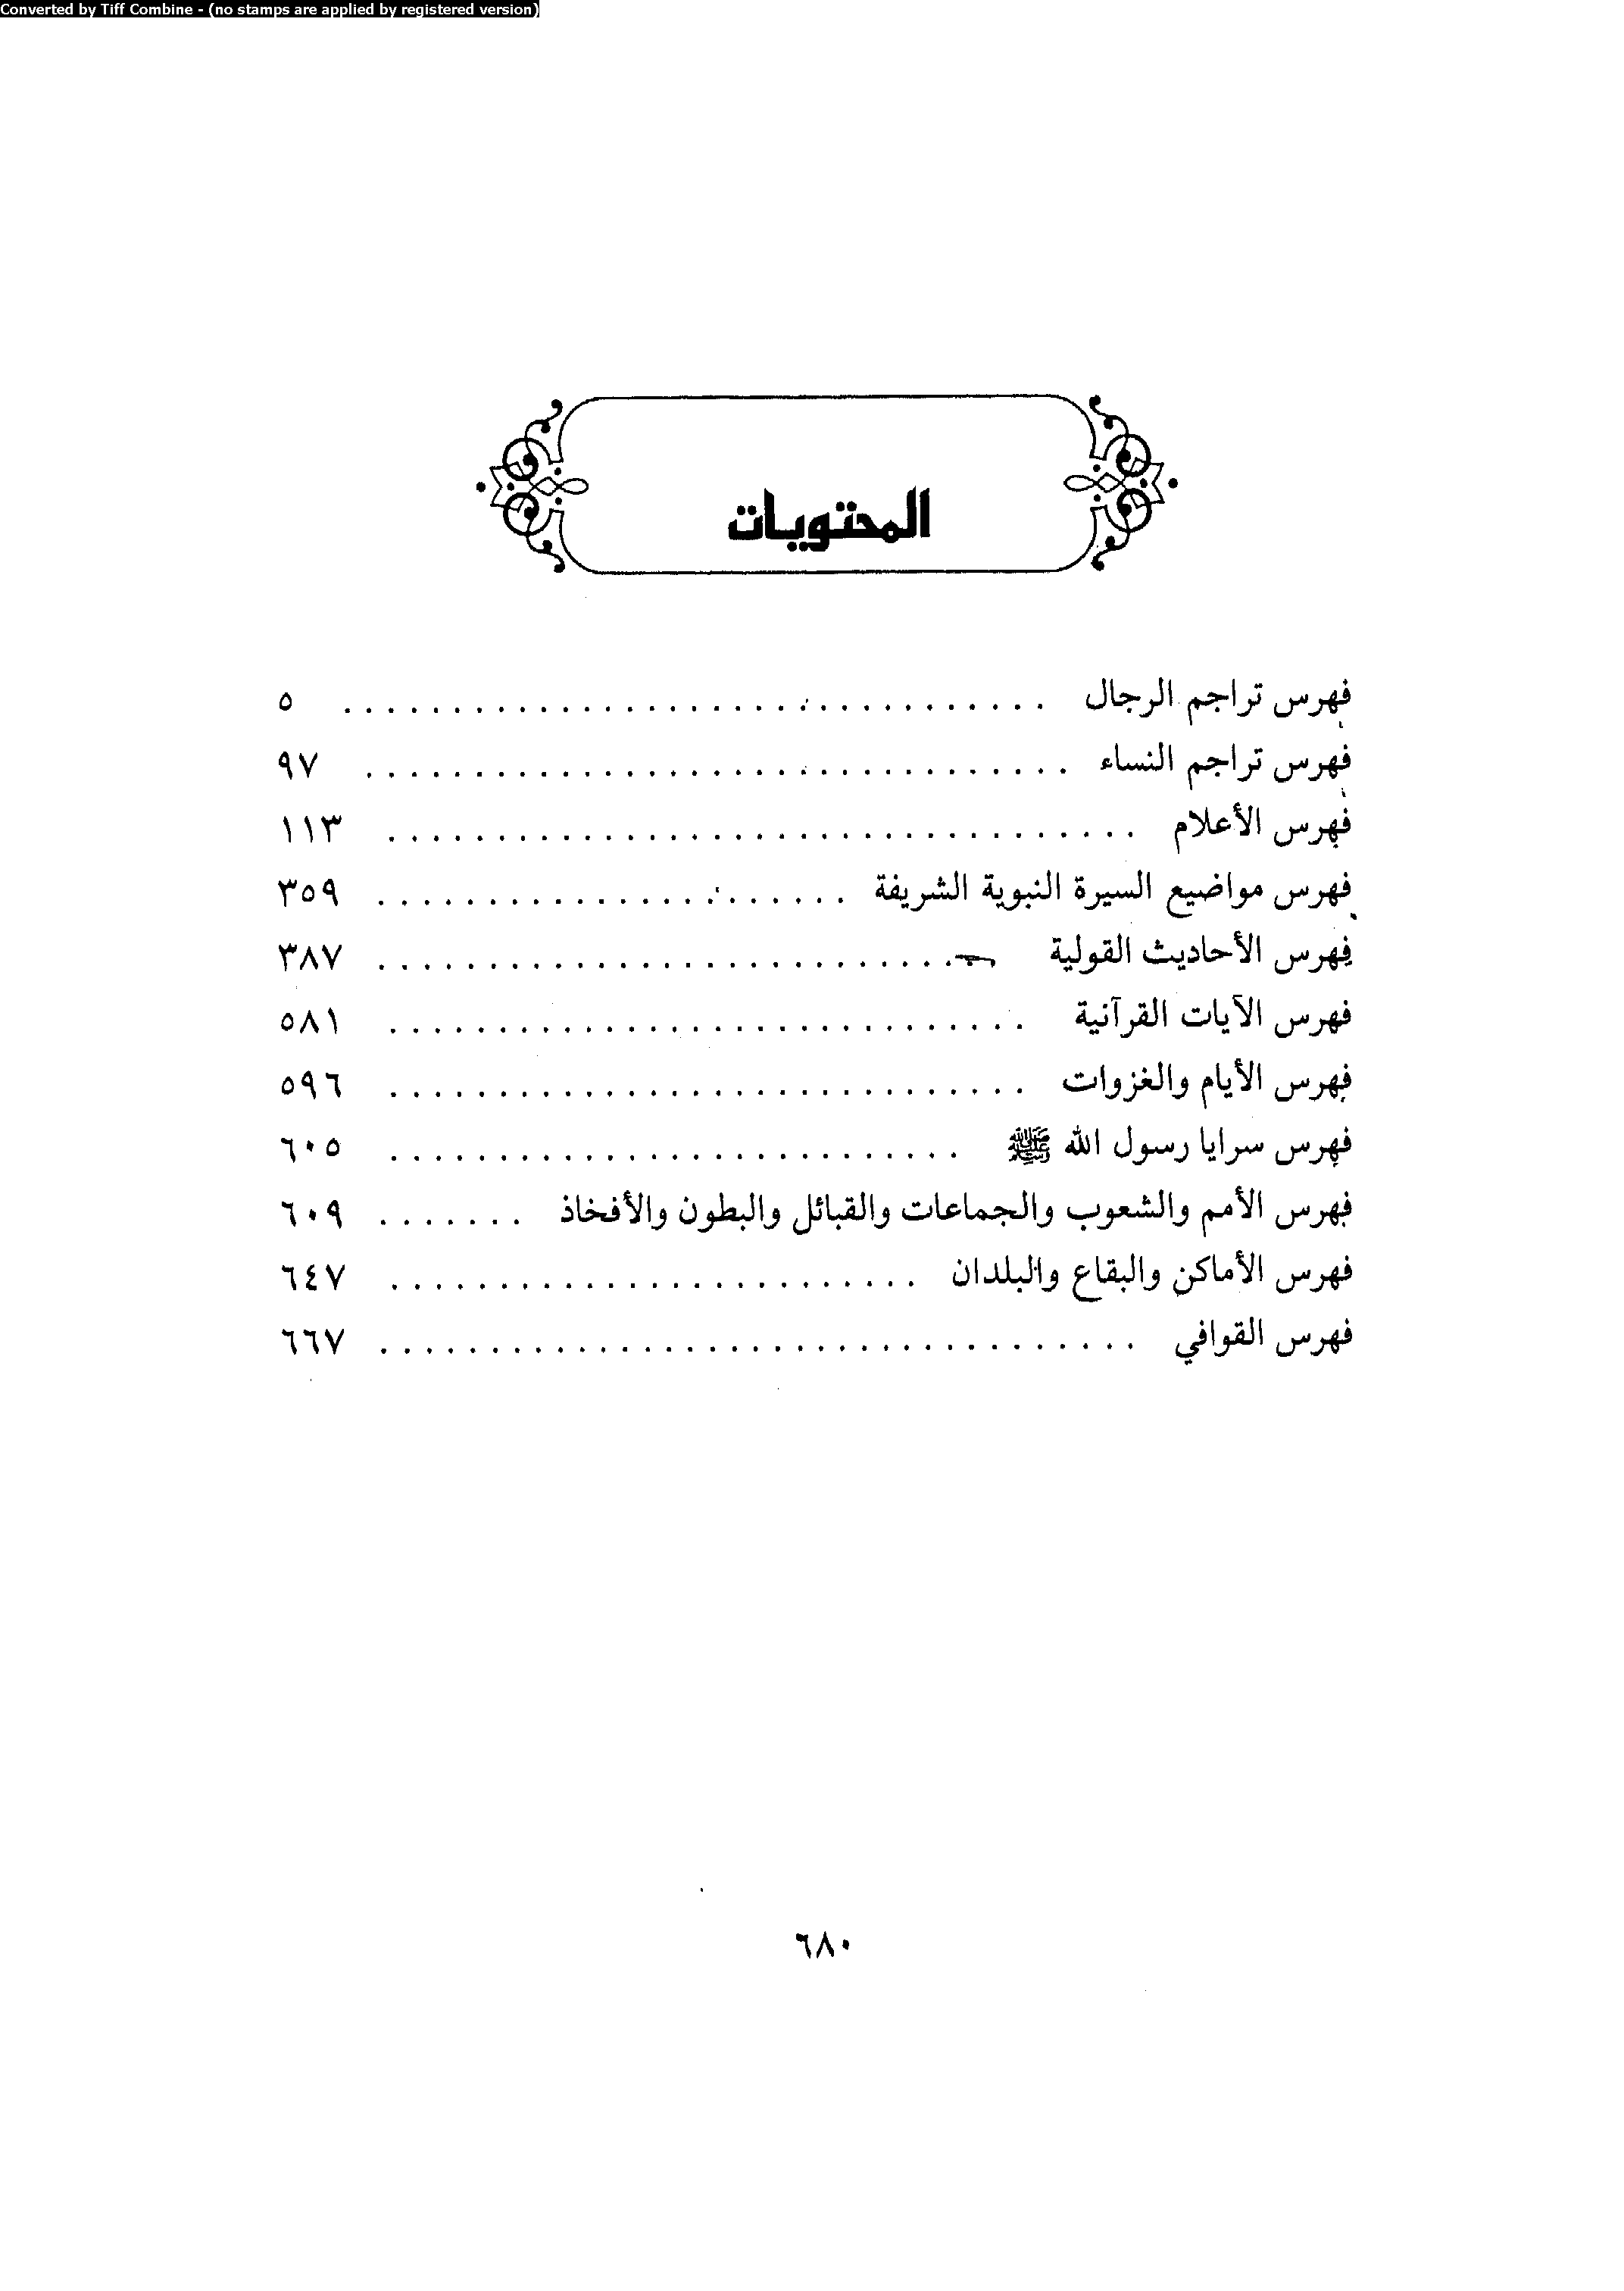 Converted by Tiff Combine - (no stamps are applied by registered version)
المحتويات
فهرس تراجم الرجال . . . . . . . . . . . . . . . . . . . . ٥
فهرس تراجم النساء . . . . . . . . . . . . . . . . . . . . ٩٧
فهرس الأعلام . . . . . . . . . . . . . . . . . . . . ١١٣
فهرس مواضيع السيرة النبوية الشريفة . . . . . . . . . . . . . . . . . . . . ٣٥٩
فهرس الأحاديث القولية . . . . . . . . . . . . . . . . . . . . ٣٨٧
فهرس الآيات القرآنية . . . . . . . . . . . . . . . . . . . . ٥٨١
فهرس الأيام والغزوات . . . . . . . . . . . . . . . . . . . . ٥٩٦
فهرس سرايا رسول الله ﷺ . . . . . . . . . . . . . . . . . . . . ٦٠٥
فهرس الأمم والشعوب والجماعات والقبائل والبطون والأفخاذ . . . . . . . ٦٠٩
فهرس الأماكن والبقاع والبلدان . . . . . . . . . . . . . . . . . . . . ٦٤٧
فهرس القوافي . . . . . . . . . . . . . . . . . . . . ٦٦٧
٦٨٠